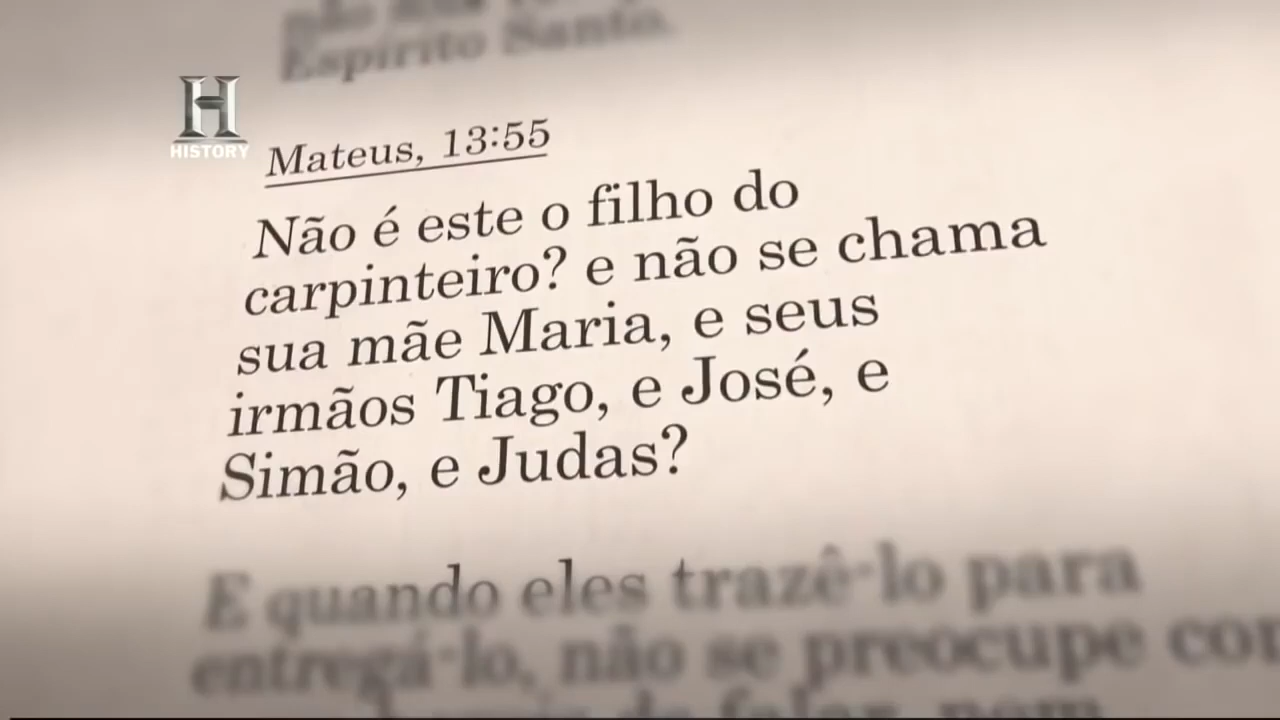 Espírito Santo.
H
HISTORY
Mateus, 13:55
Não é este o filho do
carpinteiro? e não se chama
sua mãe Maria, e seus
irmãos Tiago, e José, e
Simão, e Judas?
E quando eles trazê-lo para
entregá-lo, não se preocupe